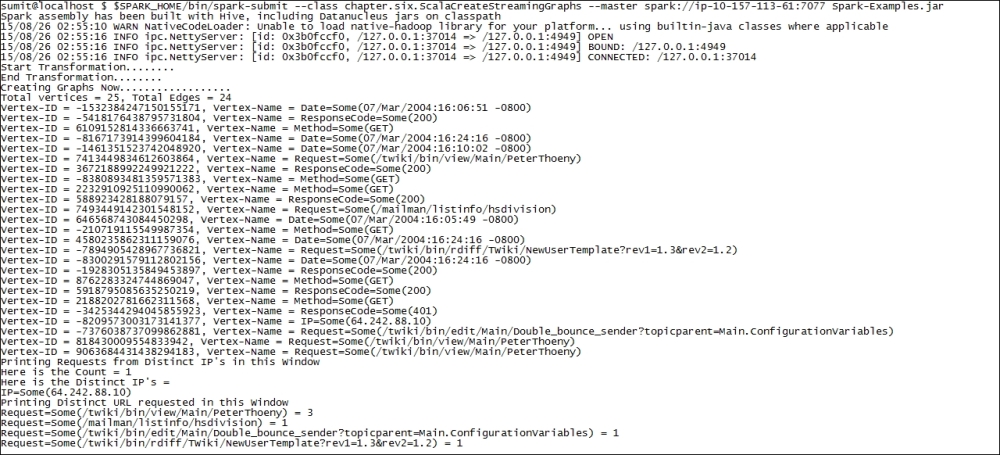 sumit@localhost $ $SPARK_HOME/bin/spark-submit --class chapter.six.ScalaCreateStreamingGraphs --master spark://ip-10-157-113-61:7077 Spark-Examples.jar
Spark assembly has been built with Hive, including Datanucleus jars on classpath
15/08/26 02:55:10 WARN NativeCodeLoader: Unable to load native-hadoop library for your platform... using builtin-java classes where applicable
15/08/26 02:55:16 INFO ipc.NettyServer: [id: 0x3b0fccf0, /127.0.0.1:37014 => /127.0.0.1:4949] OPEN
15/08/26 02:55:16 INFO ipc.NettyServer: [id: 0x3b0fccf0, /127.0.0.1:37014 => /127.0.0.1:4949] BOUND: /127.0.0.1:4949
15/08/26 02:55:16 INFO ipc.NettyServer: [id: 0x3b0fccf0, /127.0.0.1:37014 => /127.0.0.1:4949] CONNECTED: /127.0.0.1:37014
Start Transformation........
End Transformation........
Creating Graphs Now..................
Total vertices = 25, Total Edges = 24
Vertex-ID = -1532384247150155171, Vertex-Name = Date=Some(07/Mar/2004:16:06:51 -0800)
Vertex-ID = -5418176438795731804, Vertex-Name = ResponseCode=Some(200)
Vertex-ID = 6109152814336663741, Vertex-Name = Method=Some(GET)
Vertex-ID = -8167173914399604184, Vertex-Name = Date=Some(07/Mar/2004:16:24:16 -0800)
Vertex-ID = -1461351523742048920, Vertex-Name = Date=Some(07/Mar/2004:16:10:02 -0800)
Vertex-ID = 7413449834612603864, Vertex-Name = Request=Some(/twiki/bin/view/Main/PeterThoeny)
Vertex-ID = 3672188992249921222, Vertex-Name = ResponseCode=Some(200)
Vertex-ID = -8380893481359571383, Vertex-Name = Method=Some(GET)
Vertex-ID = 2232910925110990062, Vertex-Name = Method=Some(GET)
Vertex-ID = 588923428188079157, Vertex-Name = ResponseCode=Some(200)
Vertex-ID = 7493449142301548152, Vertex-Name = Request=Some(/mailman/listinfo/hsdivision)
Vertex-ID = 646568743084450298, Vertex-Name = Date=Some(07/Mar/2004:16:05:49 -0800)
Vertex-ID = -210719115549987354, Vertex-Name = Method=Some(GET)
Vertex-ID = 4580235862311159076, Vertex-Name = Date=Some(07/Mar/2004:16:24:16 -0800)
Vertex-ID = -7894905428967736821, Vertex-Name = Request=Some(/twiki/bin/rdiff/TWiki/NewUserTemplate?rev1=1.3&rev2=1.2)
Vertex-ID = -8300291579112802156, Vertex-Name = Date=Some(07/Mar/2004:16:24:16 -0800)
Vertex-ID = -1928305135849453897, Vertex-Name = ResponseCode=Some(200)
Vertex-ID = 8762283324744869047, Vertex-Name = Method=Some(GET)
Vertex-ID = 5918795085635250219, Vertex-Name = ResponseCode=Some(200)
Vertex-ID = 2188202781662311568, Vertex-Name = Method=Some(GET)
Vertex-ID = -3425344294045855923, Vertex-Name = ResponseCode=Some(401)
Vertex-ID = -8209573003173141377, Vertex-Name = IP=Some(64.242.88.10)
Vertex-ID = -7376038737099862881, Vertex-Name = Request=Some(/twiki/bin/edit/Main/Double_bounce_sender?topicparent=Main.ConfigurationVariables)
Vertex-ID = 818430009554833942, Vertex-Name = Request=Some(/twiki/bin/view/Main/PeterThoeny)
Vertex-ID = 9063684431438294183, Vertex-Name = Request=Some(/twiki/bin/view/Main/PeterThoeny)
Printing Requests from Distinct IP's in this Window
Here is the Count = 1
Here is the Distinct IP's =
IP=Some(64.242.88.10)
Printing Distinct URL requested in this Window
Request=Some(/twiki/bin/view/Main/PeterThoeny) = 3
Request=Some(/mailman/listinfo/hsdivision) = 1
Request=Some(/twiki/bin/edit/Main/Double_bounce_sender?topicparent=Main.ConfigurationVariables) = 1
Request=Some(/twiki/bin/rdiff/TWiki/NewUserTemplate?rev1=1.3&rev2=1.2) = 1